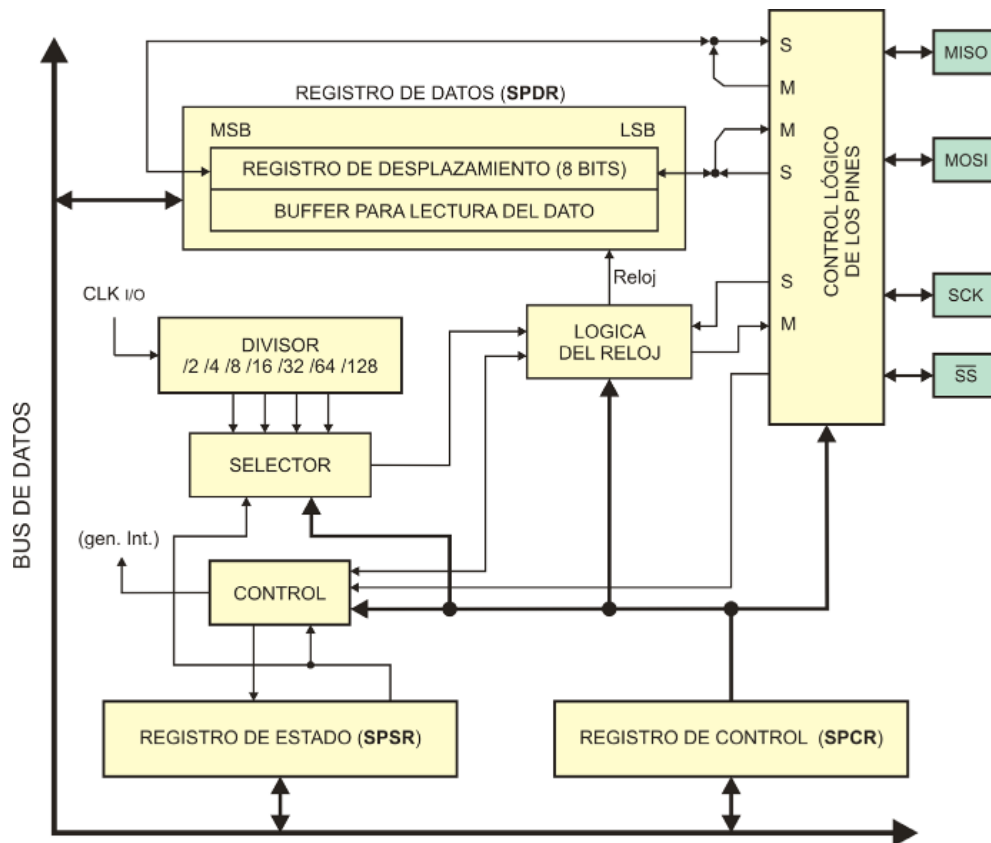 S
MISO
M
REGISTRO DE DATOS (SPDR)
MSB
LSB
M
REGISTRO DE DESPLAZAMIENTO (8 BITS)
S
MOSI
BUFFER PARA LECTURA DEL DATO
CONTROL LÓGICO
DE LOS PINES
Reloj
CLK I/O
S
SCK
LOGICA
DEL RELOJ
M
DIVISOR
/2 /4 /8 /16 /32 /64 /128
SS
SELECTOR
BUS DE DATOS
(gen. Int.)
CONTROL
REGISTRO DE ESTADO (SPSR)
REGISTRO DE CONTROL (SPCR)